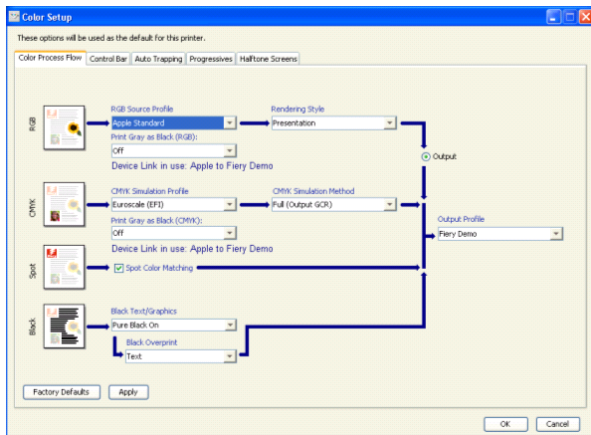 Color Setup
These options will be used as the default for this printer.
Color Process Flow Control Bar Auto Trapping Progressives Halftone Screens
RGB Source Profile Rendering Style
RGB
Apple Standard Presentation
Print Gray as Black (RGB):
Off
Output
Device Link in use: Apple to Fiery Demo
CMYK Simulation Profile CMYK Simulation Method
CMYK
Euroscale (EFI) Full (Output GCR)
Print Gray as Black (CMYK):
Output Profile
Off
Fiery Demo
Device Link in use: Apple to Fiery Demo
Spot
Spot Color Matching
Black Text/Graphics
Black
Pure Black On
Black Overprint
Text
Factory Defaults Apply
OK Cancel